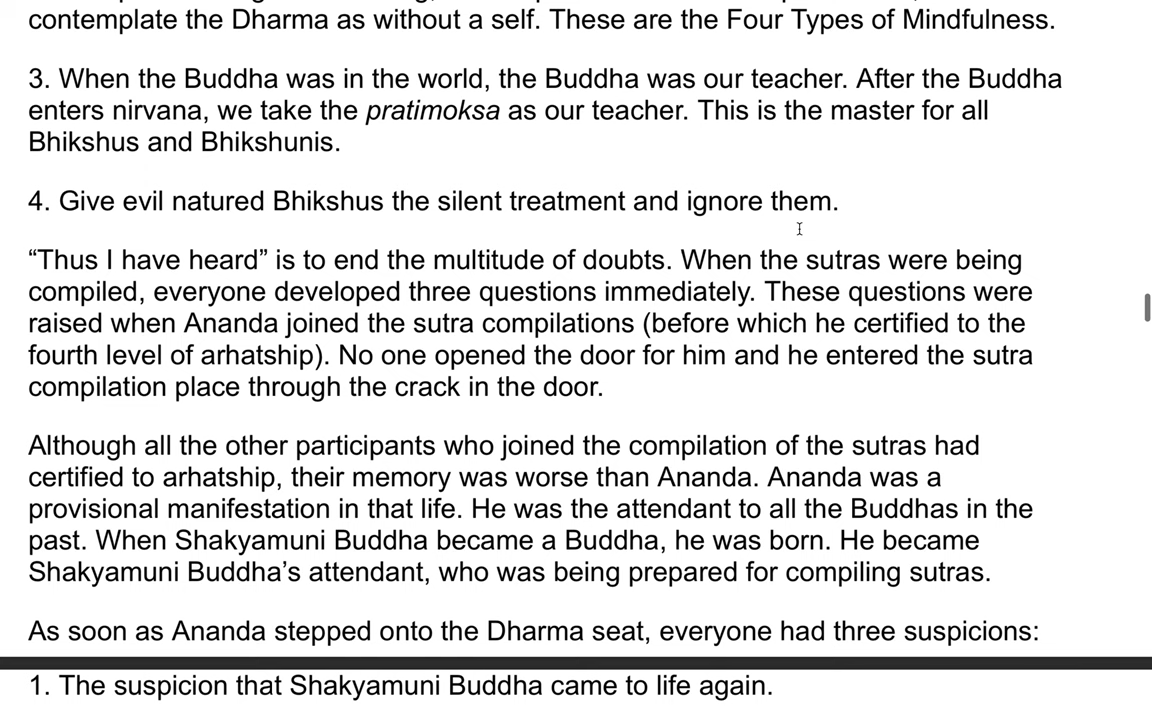 contemplate the Dharma as without a self. These are the Four Types of Mindfulness.
3. When the Buddha was in the world, the Buddha was our teacher. After the Buddha
enters nirvana, we take the pratimoksa as our teacher. This is the master for all
Bhikshus and Bhikshunis.
4. Give evil natured Bhikshus the silent treatment and ignore them.
“Thus I have heard” is to end the multitude of doubts. When the sutras were being
compiled, everyone developed three questions immediately. These questions were
raised when Ananda joined the sutra compilations (before which he certified to the
fourth level of arhatship). No one opened the door for him and he entered the sutra
compilation place through the crack in the door.
Although all the other participants who joined the compilation of the sutras had
certified to arhatship, their memory was worse than Ananda. Ananda was a
provisional manifestation in that life. He was the attendant to all the Buddhas in the
past. When Shakyamuni Buddha became a Buddha, he was born. He became
Shakyamuni Buddha’s attendant, who was being prepared for compiling sutras.
As soon as Ananda stepped onto the Dharma seat, everyone had three suspicions:
1. The suspicion that Shakyamuni Buddha came to life again.